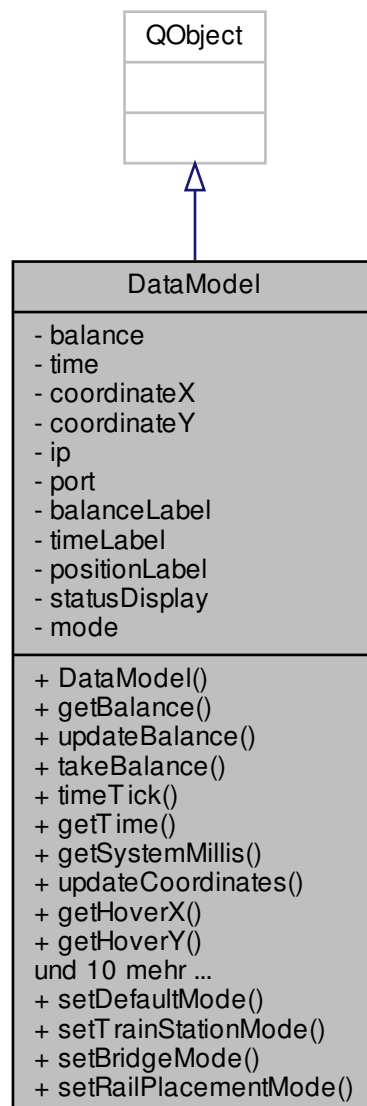 QObject
DataModel
- balance
- time
- coordinateX
- coordinateY
- ip
- port
- balanceLabel
- timeLabel
- positionLabel
- statusDisplay
- mode
+ DataModel()
+ getBalance()
+ updateBalance()
+ takeBalance()
+ timeTick()
+ getTime()
+ getSystemMillis()
+ updateCoordinates()
+ getHoverX()
+ getHoverY()
und 10 mehr ...
+ setDefaultMode()
+ setTrainStationMode()
+ setBridgeMode()
+ setRailPlacementMode()